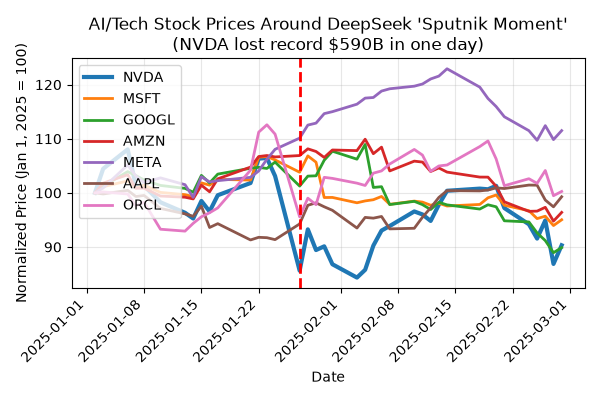 AI/Tech Stock Prices Around DeepSeek 'Sputnik Moment'
(NVDA lost record $590B in one day)
Normalized Price (Jan 1, 2025 = 100)
120
110
100
90
NVDA
MSFT
GOOGL
AMZN
META
AAPL
ORCL
2025-01-01
2025-01-08
2025-01-15
2025-01-22
2025-02-01
2025-02-08
2025-02-15
2025-02-22
2025-03-01
Date